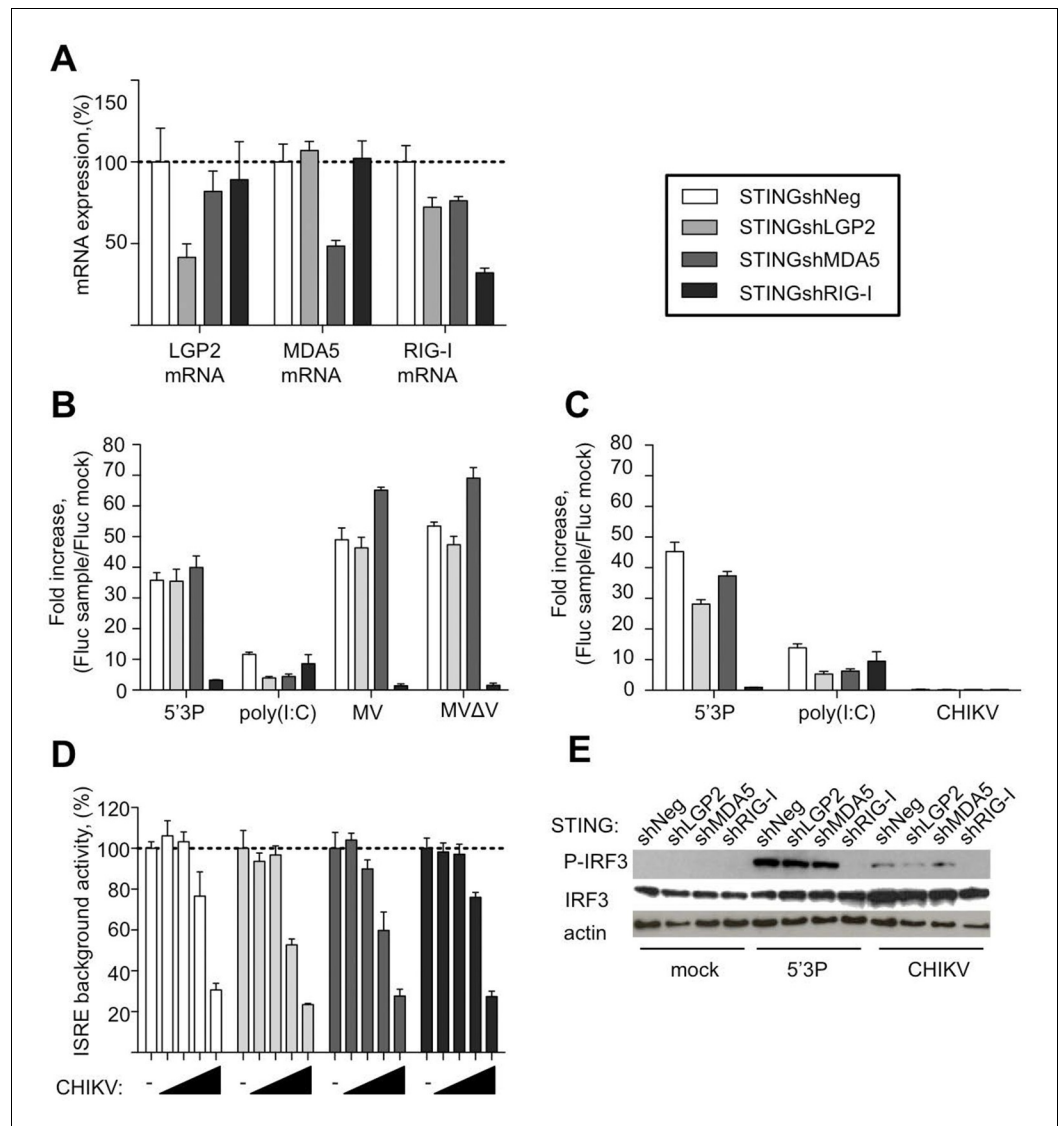 A
mRNA expression,(%)
150
100
50
LGP2
mRNA
MDA5
mRNA
RIG-I
mRNA
STINGshNeg
STINGshLGP2
STINGshMDA5
STINGshRIG-I
B
Fold increase,
(Fluc sample/Fluc mock)
80
70
60
50
40
30
20
10
0
5'3P
poly(I:C)
MV
MVΔV
C
Fold increase,
(Fluc sample/Fluc mock)
80
70
60
50
40
30
20
10
0
5'3P
poly(I:C)
CHIKV
D
ISRE background activity, (%)
120
100
80
60
40
20
CHIKV:
-
-
-
-
E
STING:
shNeg
shLGP2
shMDA5
shRIG-I
shNeg
shLGP2
shMDA5
shRIG-I
shNeg
shLGP2
shMDA5
shRIG-I
P-IRF3
IRF3
actin
mock
5'3P
CHIKV